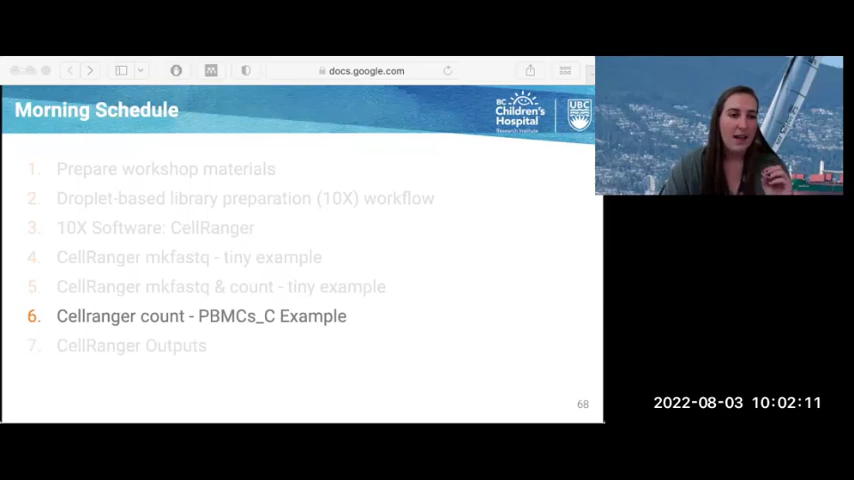 docs.google.com
Morning Schedule
BC
Children's
Hospital
Research Institute
UBC
1. Prepare workshop materials
2. Droplet-based library preparation (10X) workflow
3. 10X Software: CellRanger
4. CellRanger mkfastq - tiny example
5. CellRanger mkfastq & count - tiny example
6. Cellranger count - PBMCs_C Example
7. CellRanger Outputs
68
2022-08-03 10:02:11